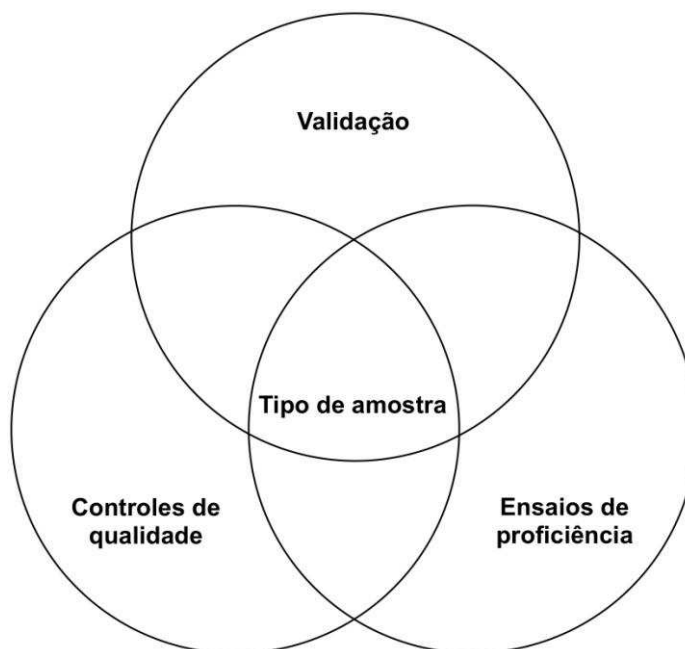 Validação
Tipo de amostra
Controles de
qualidade
Ensaios de
proficiência